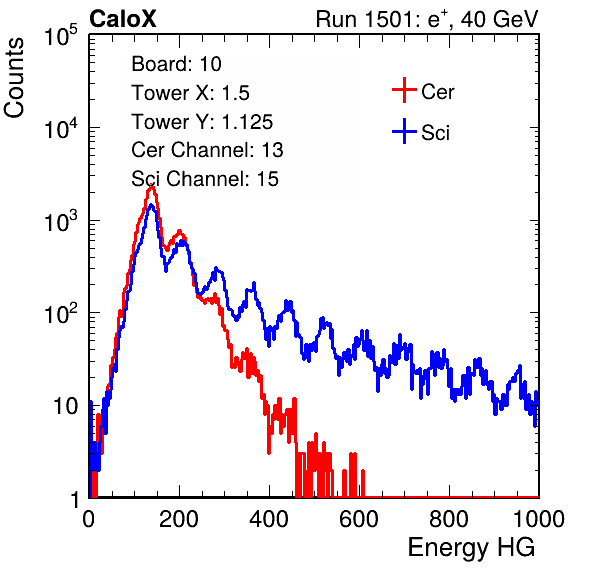 CaloX Run 1501: e⁺, 40 GeV
Counts
Board: 10
Tower X: 1.5
Tower Y: 1.125
Cer Channel: 13
Sci Channel: 15
Cer
Sci
10⁵
10⁴
10³
10²
10
1
0 200 400 600 800 1000
Energy HG